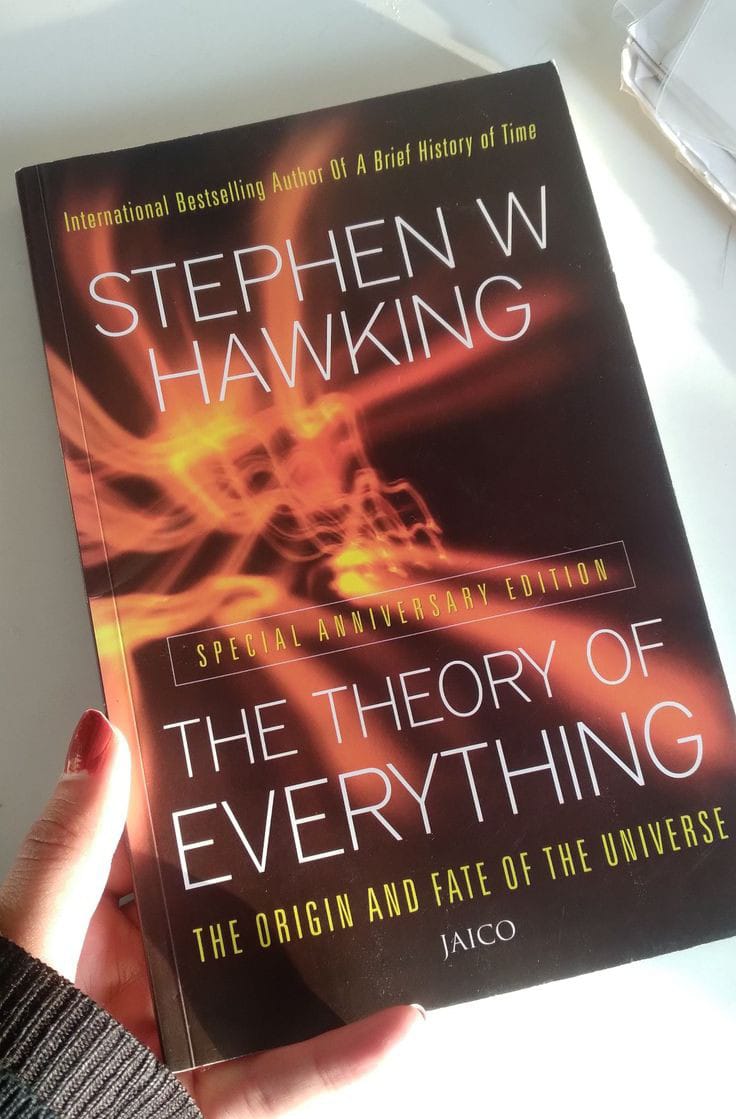 International Bestselling Author Of A Brief History of Time
STEPHEN W
HAWKING
SPECIAL ANNIVERSARY EDITION
THE THEORY OF
EVERYTHING
THE ORIGIN AND FATE OF THE UNIVERSE
JAICO